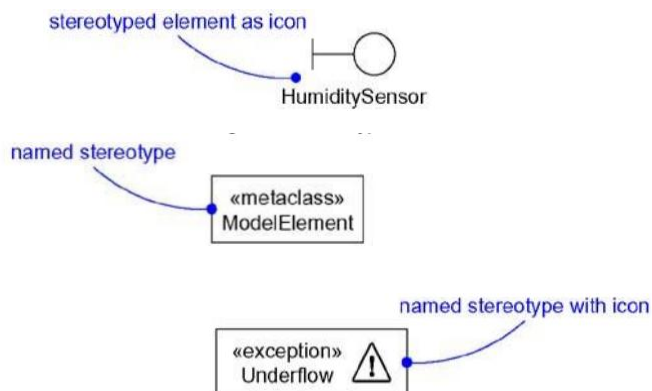 stereotyped element as icon
HumiditySensor
named stereotype
«metaclass»
ModelElement
named stereotype with icon
«exception»
Underflow